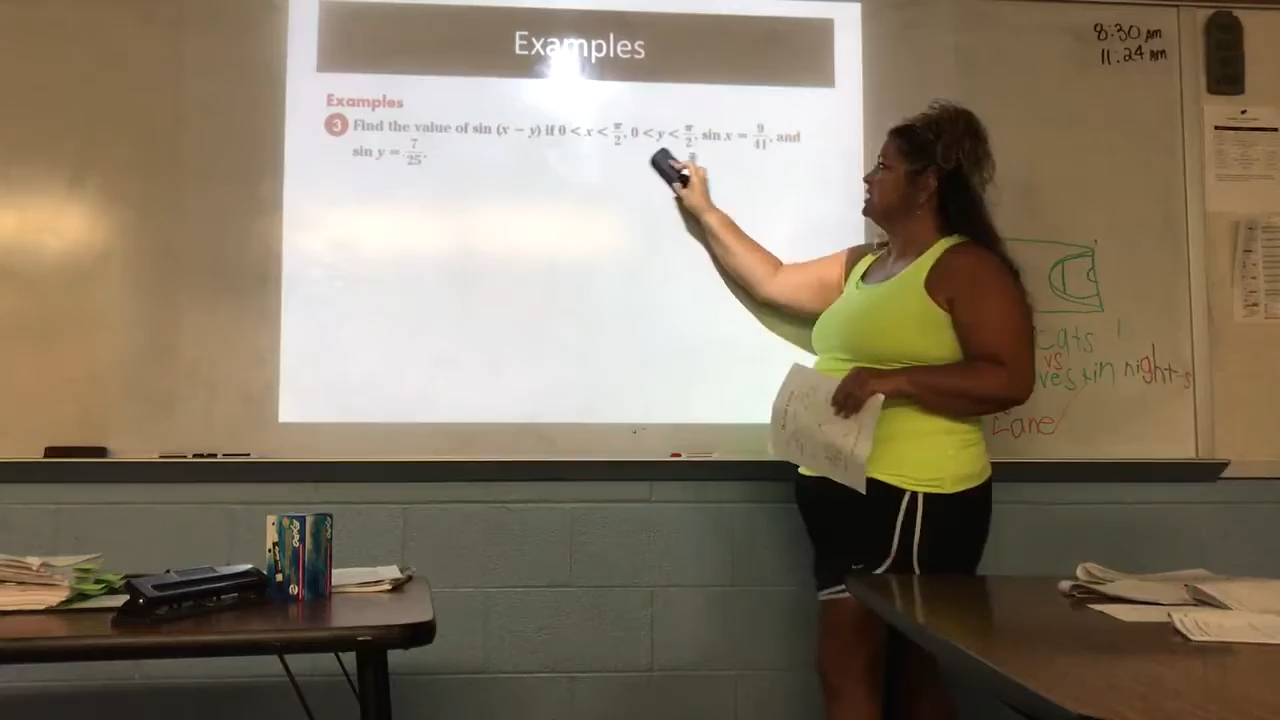 Examples
Examples
3 Find the value of sin (x − y) if 0 < x < π/2, 0 < y < π/2, sin x = 9/41, and
sin y = 7/25.
8:30 am
11:24 am
vs
night
Lane